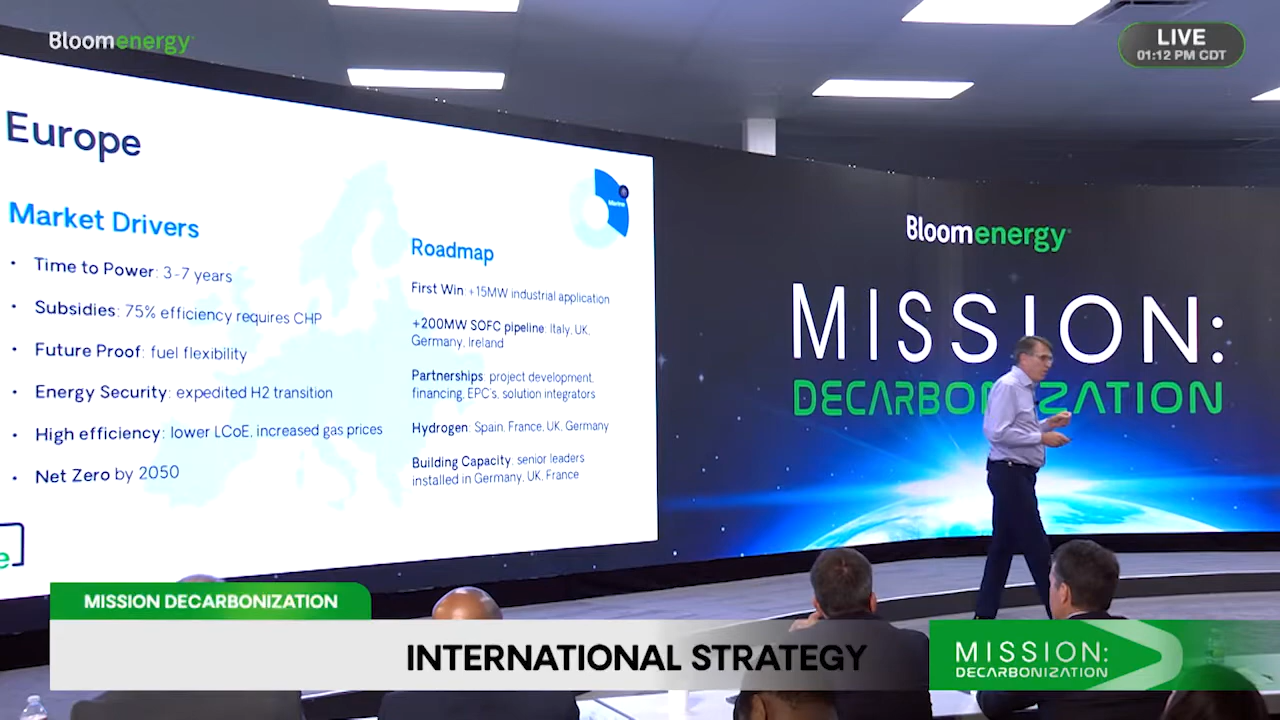 Bloomenergy
LIVE
01:12 PM CDT
Europe
Market Drivers
• Time to Power: 3-7 years
• Subsidies: 75% efficiency requires CHP
• Future Proof: fuel flexibility
• Energy Security: expedited H2 transition
• High efficiency: lower LCoE, increased gas prices
• Net Zero by 2050
Roadmap
First Win: +15MW industrial application
+200MW SOFC pipeline: Italy, UK,
Germany, Ireland
Partnerships: project development,
financing, EPC's, solution integrators
Hydrogen: Spain, France, UK, Germany
Building Capacity: senior leaders
installed in Germany, UK, France
Bloomenergy
MISSION:
DECARBONIZATION
MISSION DECARBONIZATION
INTERNATIONAL STRATEGY
MISSION:
DECARBONIZATION